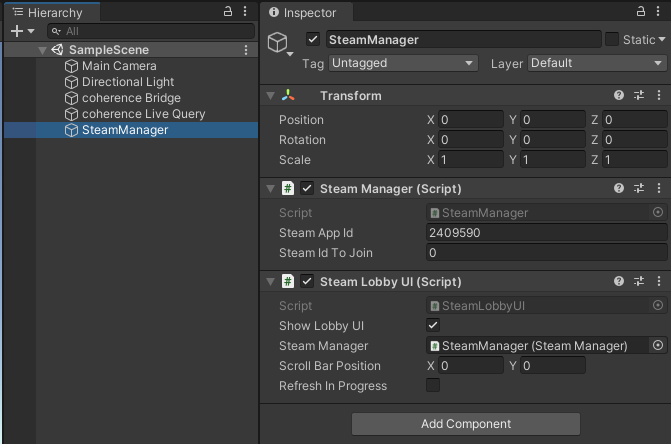 Hierarchy
All
SampleScene
Main Camera
Directional Light
coherence Bridge
coherence Live Query
SteamManager
Inspector
SteamManager Static
Tag Untagged Layer Default
Transform
Position X 0 Y 0 Z 0
Rotation X 0 Y 0 Z 0
Scale X 1 Y 1 Z 1
# Steam Manager (Script)
Script # SteamManager
Steam App Id 2409590
Steam Id To Join 0
# Steam Lobby UI (Script)
Script # SteamLobbyUI
Show Lobby UI
Steam Manager # SteamManager (Steam Manager)
Scroll Bar Position X 0 Y 0
Refresh In Progress
Add Component